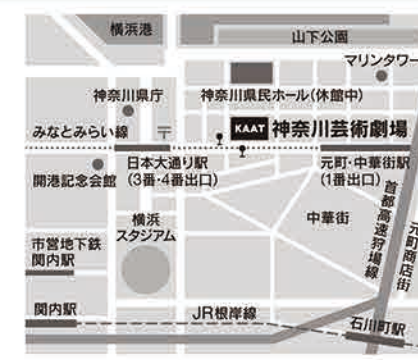 横浜港
山下公園
マリンタワー
神奈川県庁
神奈川県民ホール(休館中)
みなとみらい線
〒
KAAT 神奈川芸術劇場
日本大通り駅
(3番・4番出口)
元町・中華街駅
(1番出口)
開港記念会館
横浜
スタジアム
中華街
首都高速狩場線
元町商店街
市営地下鉄
関内駅
関内駅
JR根岸線
石川町駅